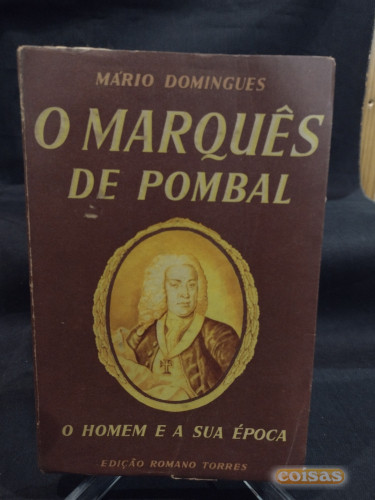 MÁRIO DOMINGUES
O MARQUÊS
DE POMBAL
O HOMEM E A SUA ÉPOCA
EDIÇÃO ROMANO TORRES
coisas